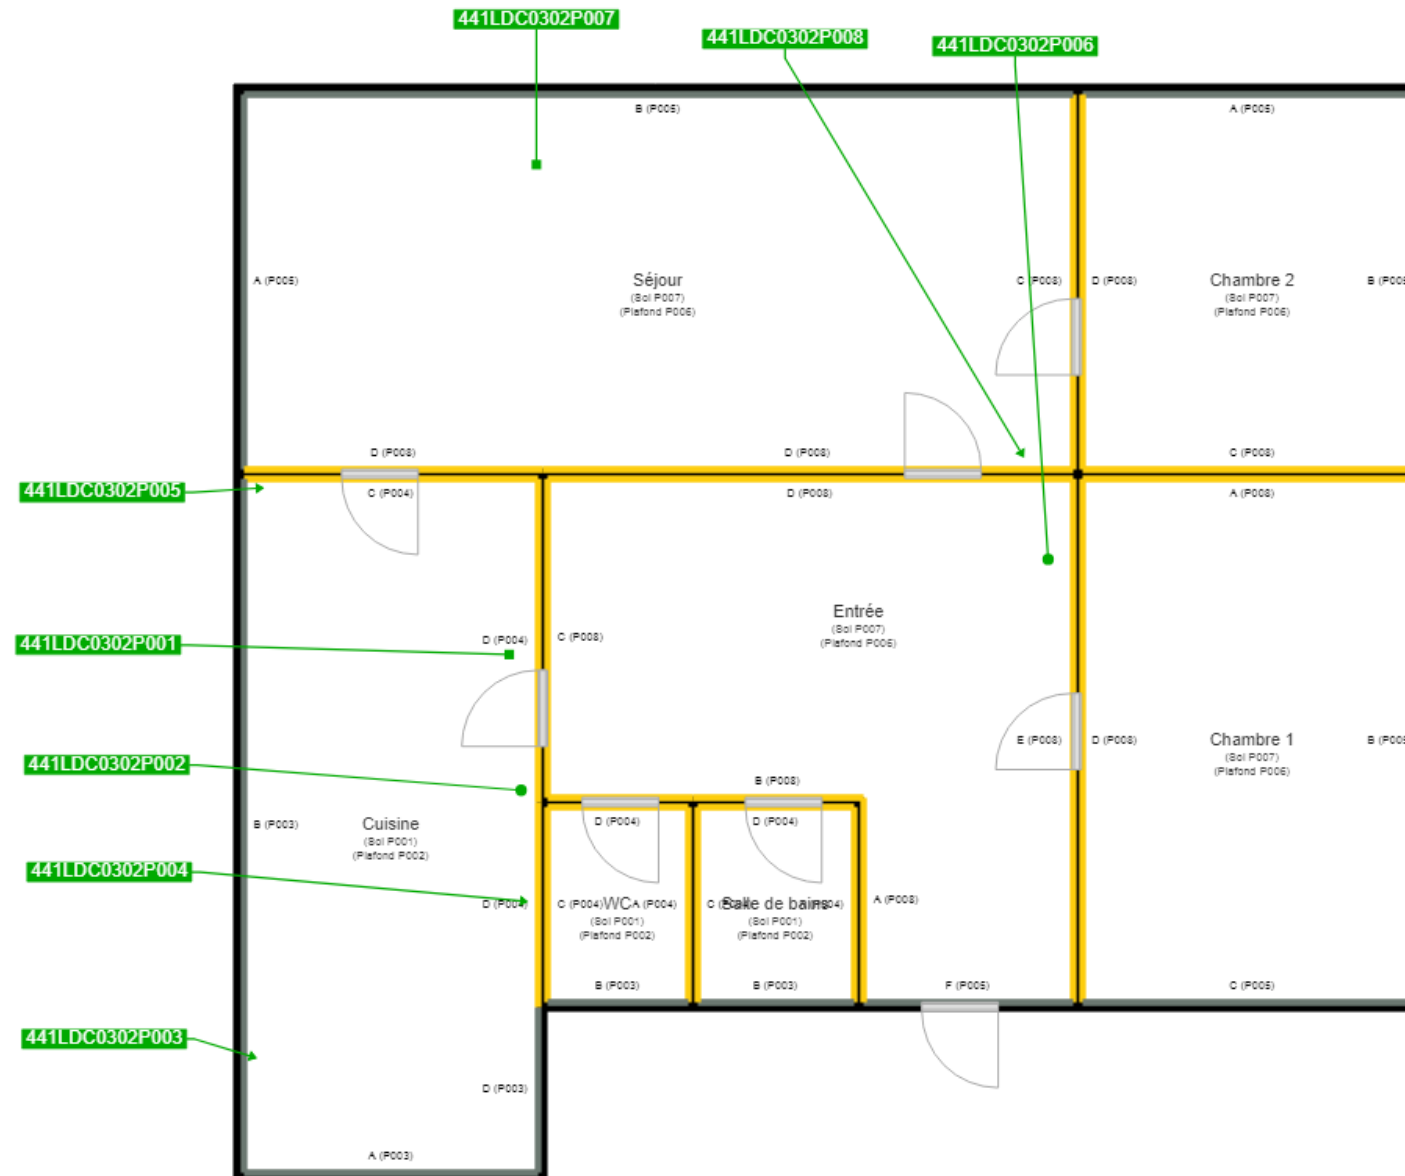 441LDC0302P007
441LDC0302P008
441LDC0302P006
B (P005)
A (P005)
A (P005)
Séjour
(Sol P007)
(Plafond P006)
C (P008)
D (P008)
Chambre 2
(Sol P007)
(Plafond P006)
D (P008)
D (P008)
C (P008)
441LDC0302P005
C (P004)
D (P008)
A (P008)
441LDC0302P001
D (P004)
C (P008)
Entrée
(Sol P007)
(Plafond P006)
E (P008)
D (P008)
Chambre 1
(Sol P007)
(Plafond P006)
441LDC0302P002
B (P008)
B (P003)
Cuisine
(Sol P001)
(Plafond P002)
D (P004)
D (P004)
441LDC0302P004
D (P004)
C (P004)
WC
A (P004)
(Sol P001)
(Plafond P002)
Salle de bains
(Sol P001)
(Plafond P002)
A (P008)
B (P003)
B (P003)
F (P005)
C (P005)
441LDC0302P003
D (P003)
A (P003)